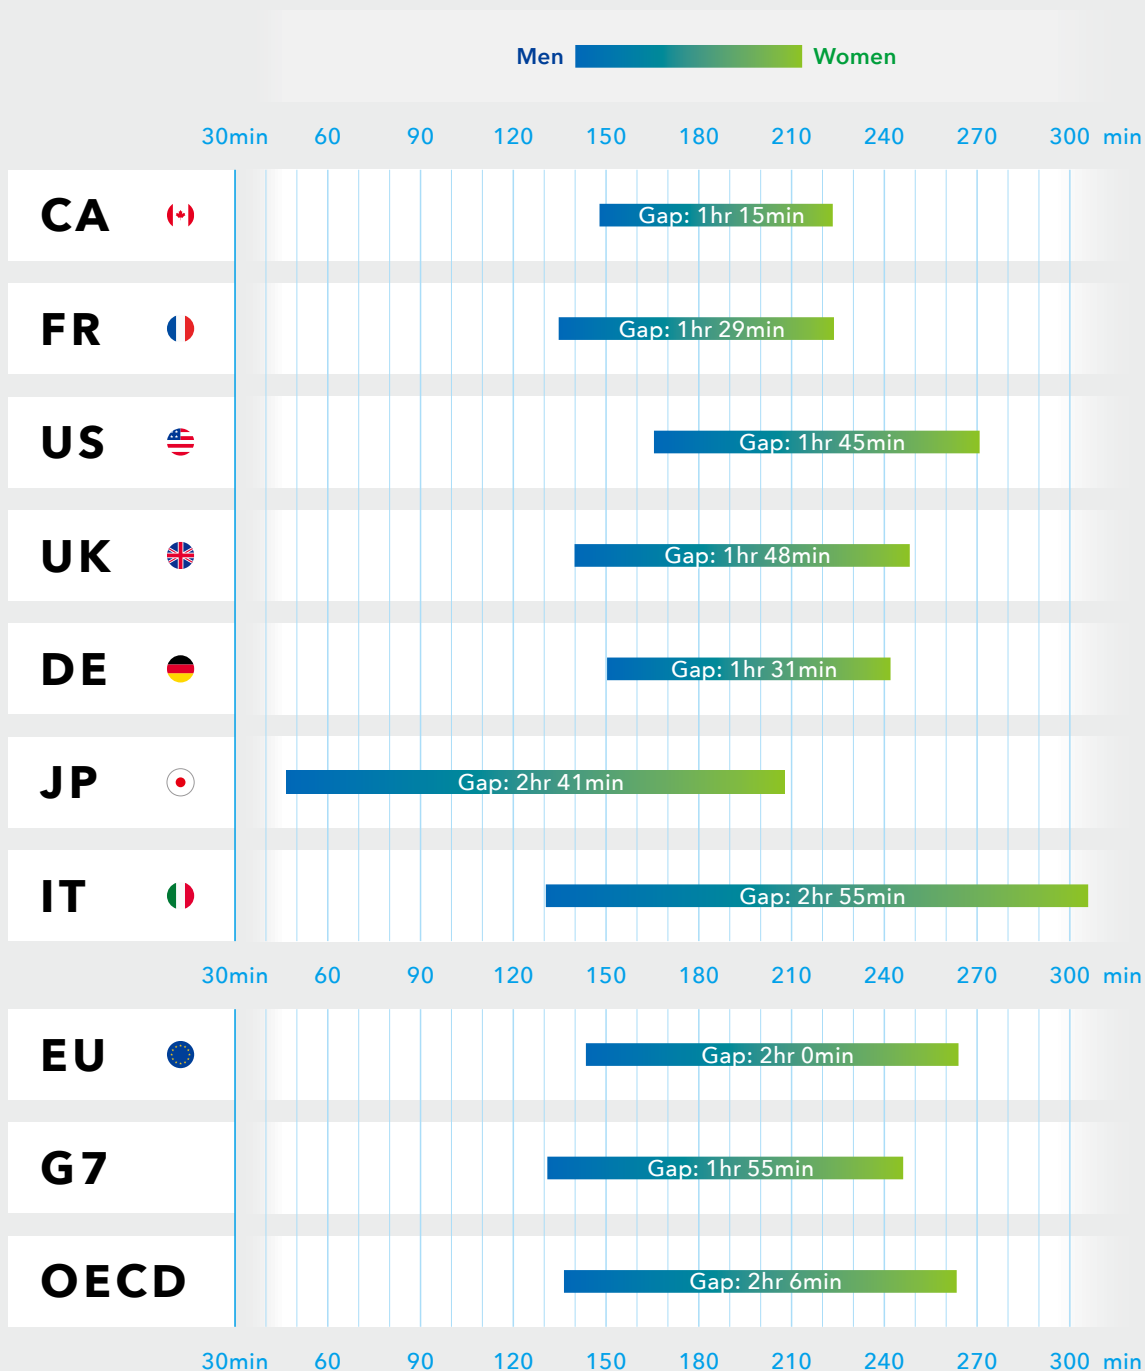 Men Women
30min 60 90 120 150 180 210 240 270 300 min
CA Gap: 1hr 15min
FR Gap: 1hr 29min
US Gap: 1hr 45min
UK Gap: 1hr 48min
DE Gap: 1hr 31min
JP Gap: 2hr 41min
IT Gap: 2hr 55min
30min 60 90 120 150 180 210 240 270 300 min
EU Gap: 2hr 0min
G7 Gap: 1hr 55min
OECD Gap: 2hr 6min
30min 60 90 120 150 180 210 240 270 300 min